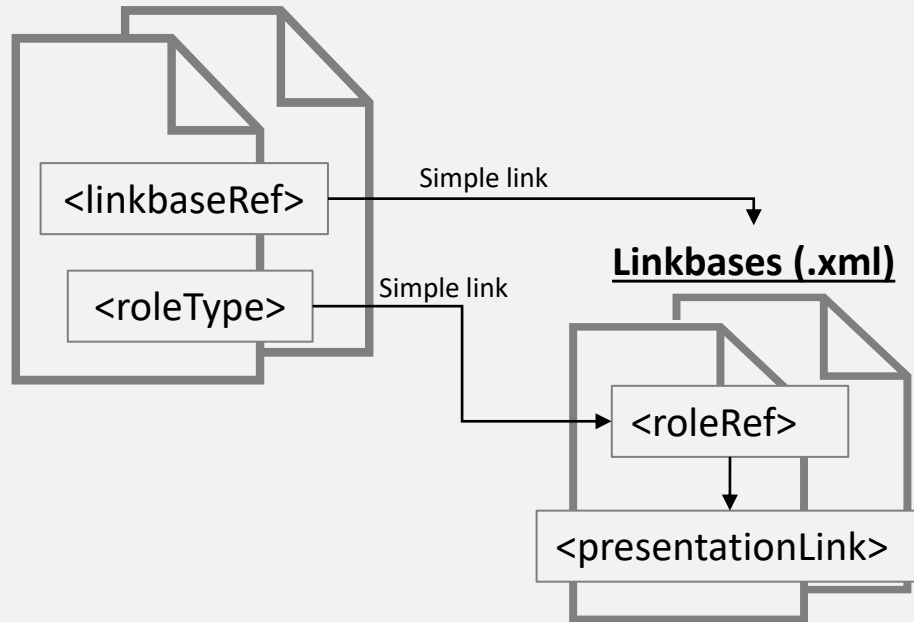 <linkbaseRef>
Simple link
Linkbases (.xml)
<roleType>
Simple link
<roleRef>
<presentationLink>